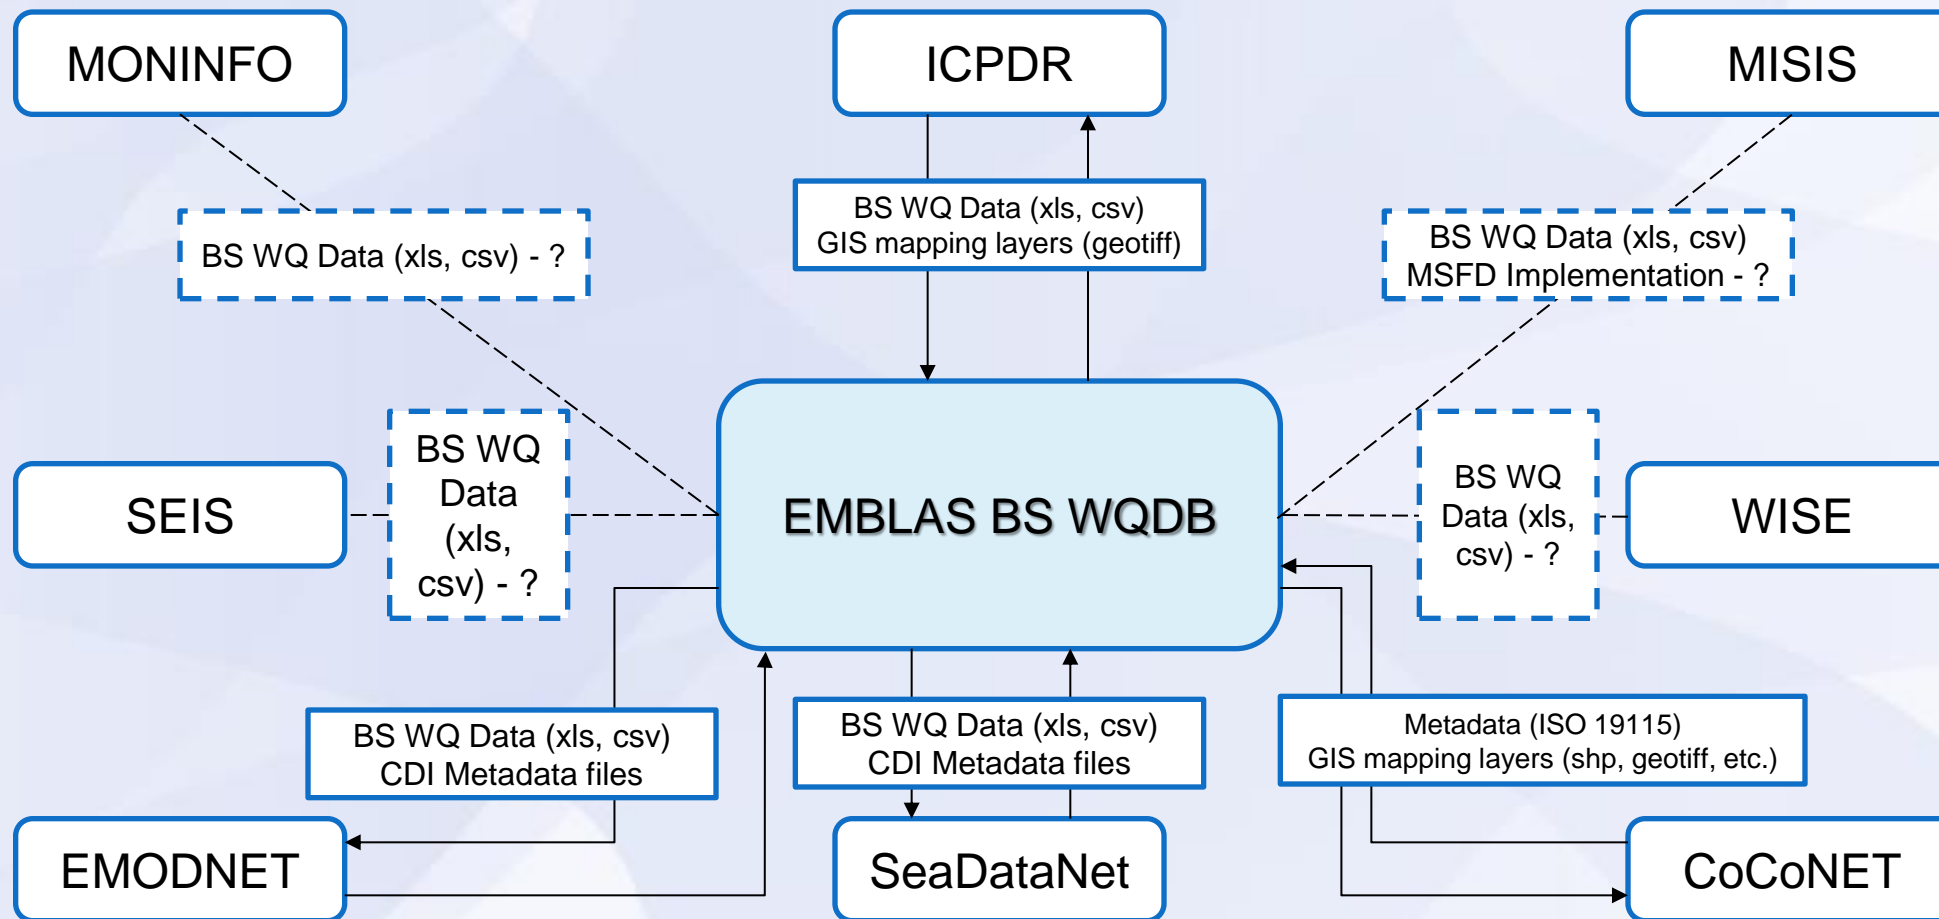 MONINFO
ICPDR
MISIS
BS WQ Data (xls, csv) - ?
BS WQ Data (xls, csv)
GIS mapping layers (geotiff)
BS WQ Data (xls, csv)
MSFD Implementation - ?
SEIS
BS WQ
Data
(xls,
csv) - ?
EMBLAS BS WQDB
BS WQ
Data (xls,
csv) - ?
WISE
BS WQ Data (xls, csv)
CDI Metadata files
BS WQ Data (xls, csv)
CDI Metadata files
Metadata (ISO 19115)
GIS mapping layers (shp, geotiff, etc.)
EMODNET
SeaDataNet
CoCoNET